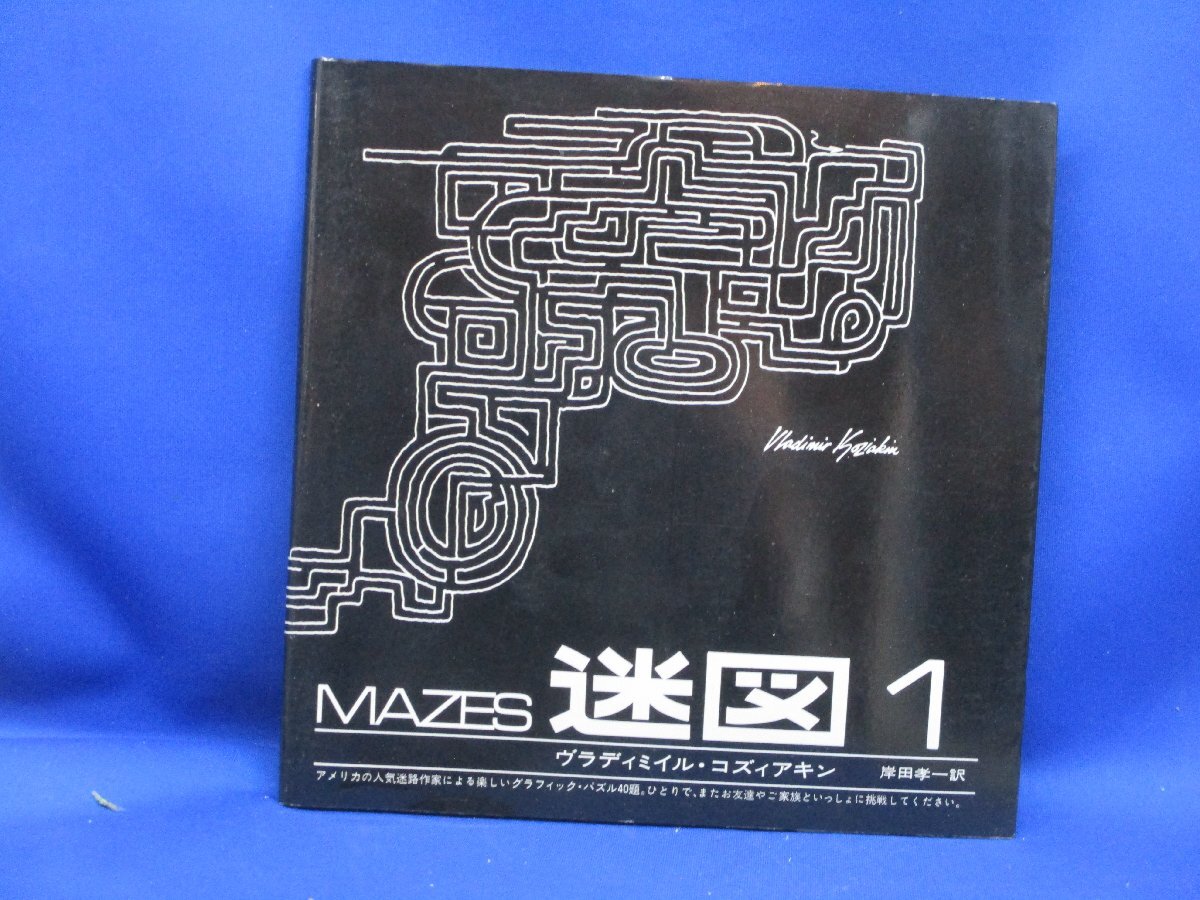 Vladimir Koziakin
MAZES 迷図 1
ヴラディミイル・コズィアキン 岸田孝一訳
アメリカの人気迷路作家による楽しいグラフィック・パズル40題。ひとりで、またお友達やご家族といっしょに挑戦してください。